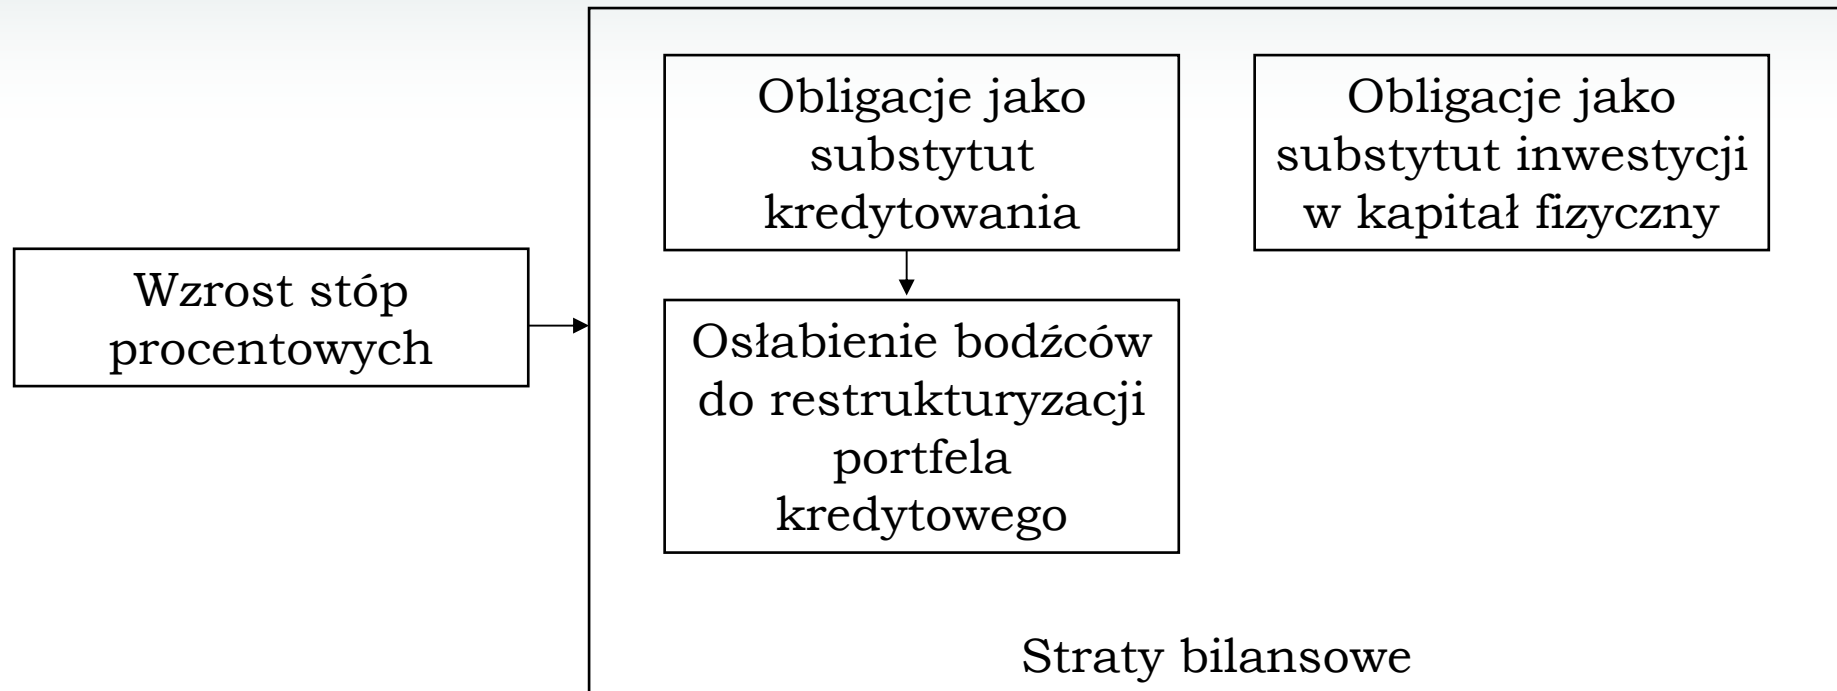 Obligacje jako
substytut
kredytowania
Obligacje jako
substytut inwestycji
w kapitał fizyczny
Wzrost stóp
procentowych
Osłabienie bodźców
do restrukturyzacji
portfela
kredytowego
Straty bilansowe